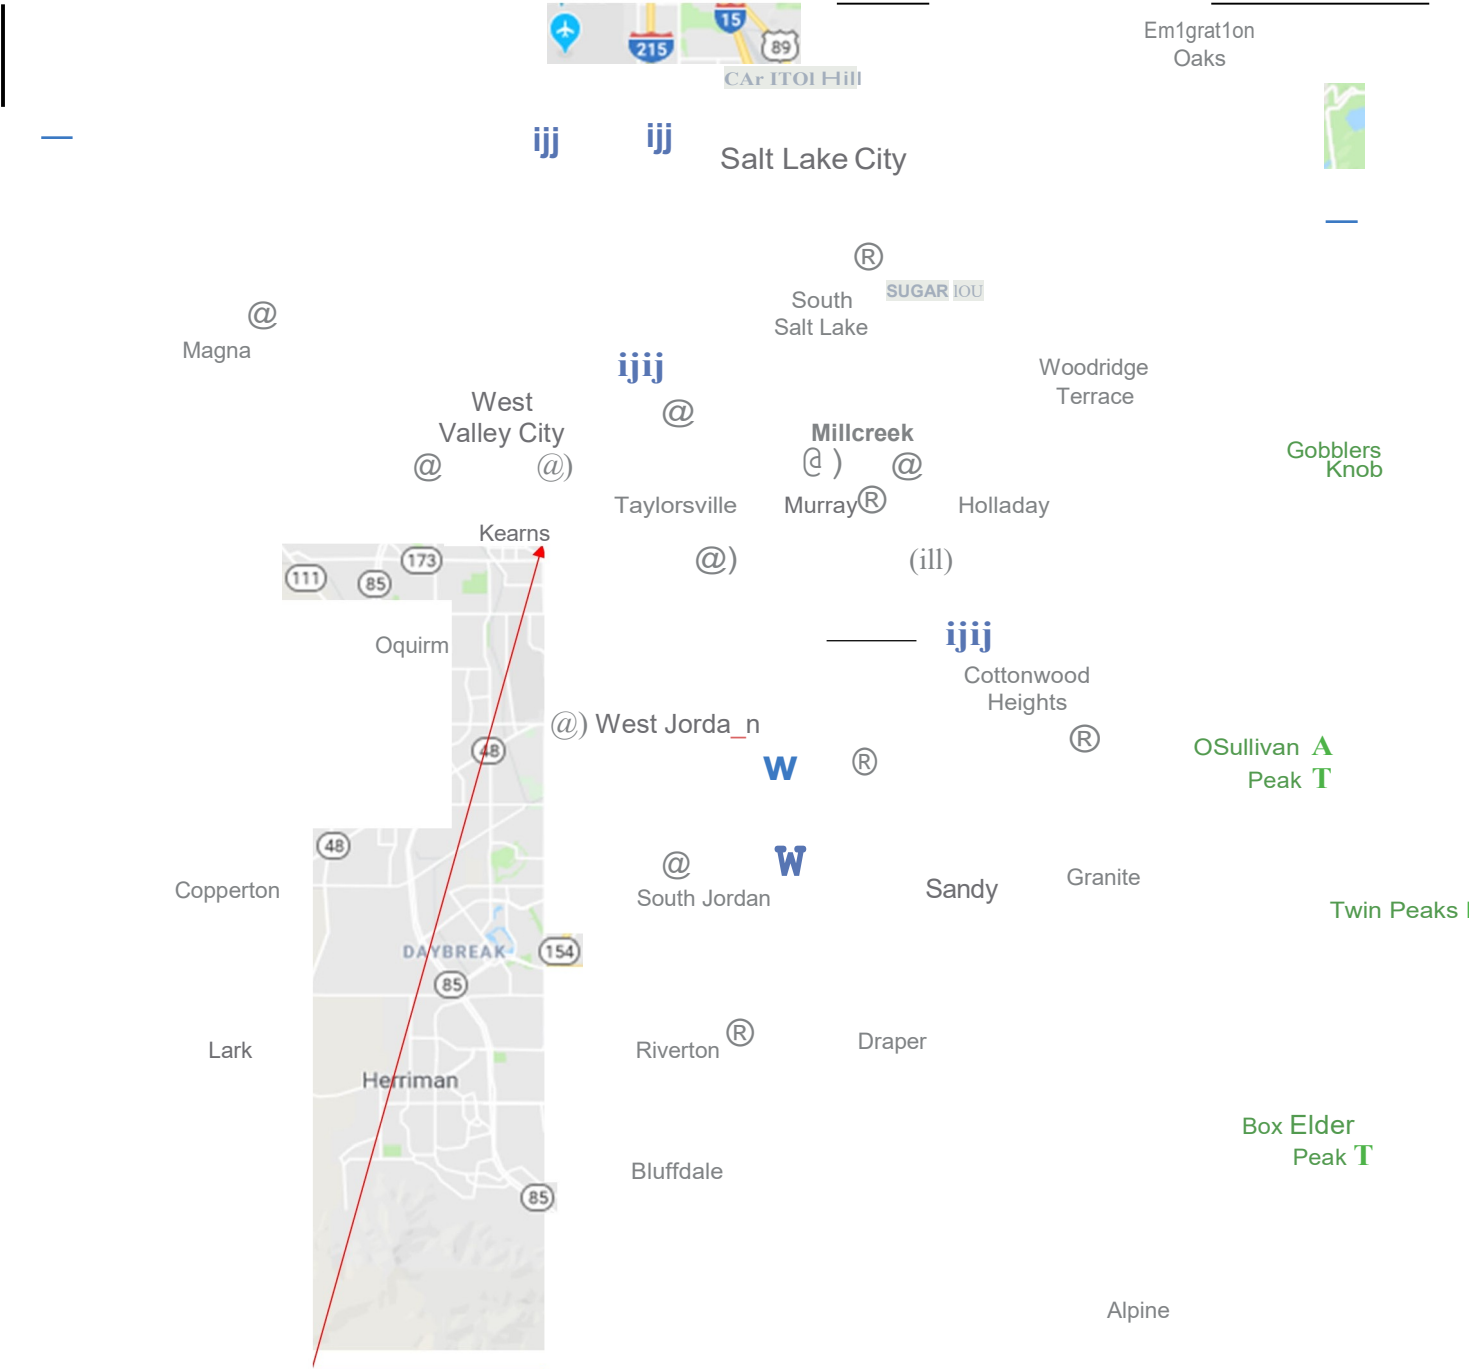 15
215
89
CAr ITOl Hill
Em1grat1on
Oaks
ijj
ijj
Salt Lake City
®
SUGAR IOU
South
Salt Lake
@
Magna
ijij
Woodridge
Terrace
West
Valley City
@
Millcreek
@
@)
@ )
@
Gobblers
Knob
Taylorsville
Murray®
Holladay
Kearns
173
111
85
@)
(ill)
Oquirm
ijij
Cottonwood
Heights
@) West Jorda_n
48
®
OSullivan A
Peak T
W
®
48
@
W
Copperton
South Jordan
Sandy
Granite
Twin Peaks
DAYBREAK
154
85
Lark
Riverton ®
Draper
Herriman
Box Elder
Peak T
Bluffdale
85
Alpine